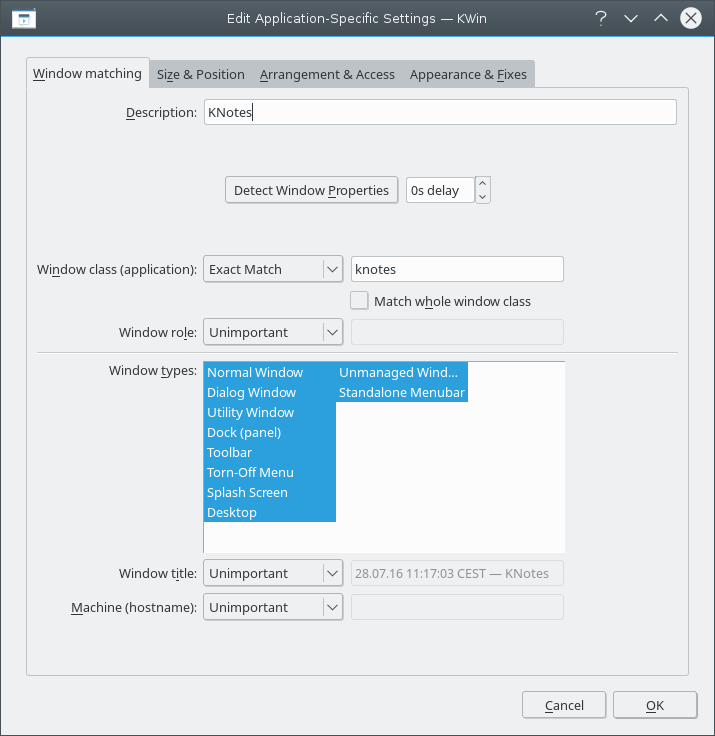 Edit Application-Specific Settings — KWin
Window matching Size & Position Arrangement & Access Appearance & Fixes
Description: KNotes
Detect Window Properties 0s delay
Window class (application): Exact Match knotes
Match whole window class
Window role: Unimportant
Window types: Normal Window Unmanaged Wind...
Dialog Window Standalone Menubar
Utility Window
Dock (panel)
Toolbar
Torn-Off Menu
Splash Screen
Desktop
Window title: Unimportant 28.07.16 11:17:03 CEST — KNotes
Machine (hostname): Unimportant
Cancel OK